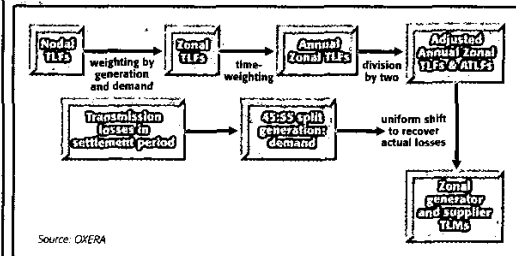 Nodal
TLFs
weighting by
generation
and demand
Zonal
TLFs
time-
weighting
Annual
Zonal TLFs
division
by two
Adjusted
Annual Zonal
TLFs & ATLFs
Transmission
losses in
settlement period
45:55 split
generation:
demand
uniform shift
to recover
actual losses
Zonal
generator
and supplier
TLMs
Source: OXERA